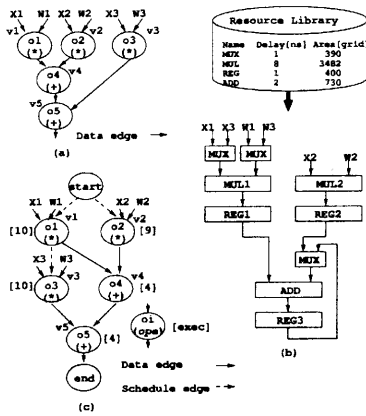 X1 W1 X2 W2 X3 W3
v1 o1 (*) o2 (*) v2 o3 (*) v3
o4 (+) v4
v5 o5 (+)
Data edge
(a)
Resource Library
Name Delay[ns] Area[grid]
MUX 1 390
MUL 8 3482
REG 1 400
ADD 2 730
X1 X3 W1 W3
MUX MUX X2 W2
MUL1 MUL2
REG1 REG2
MUX
ADD
REG3
(b)
start
X1 W1 X2 W2
[10] o1 (*) v1 o2 (*) v2 [9]
X3 W3
[10] o3 (*) v3 o4 (+) v4 [4]
v5 o5 (+) [4] oi (ope) [exec]
end
Data edge
Schedule edge
(c)